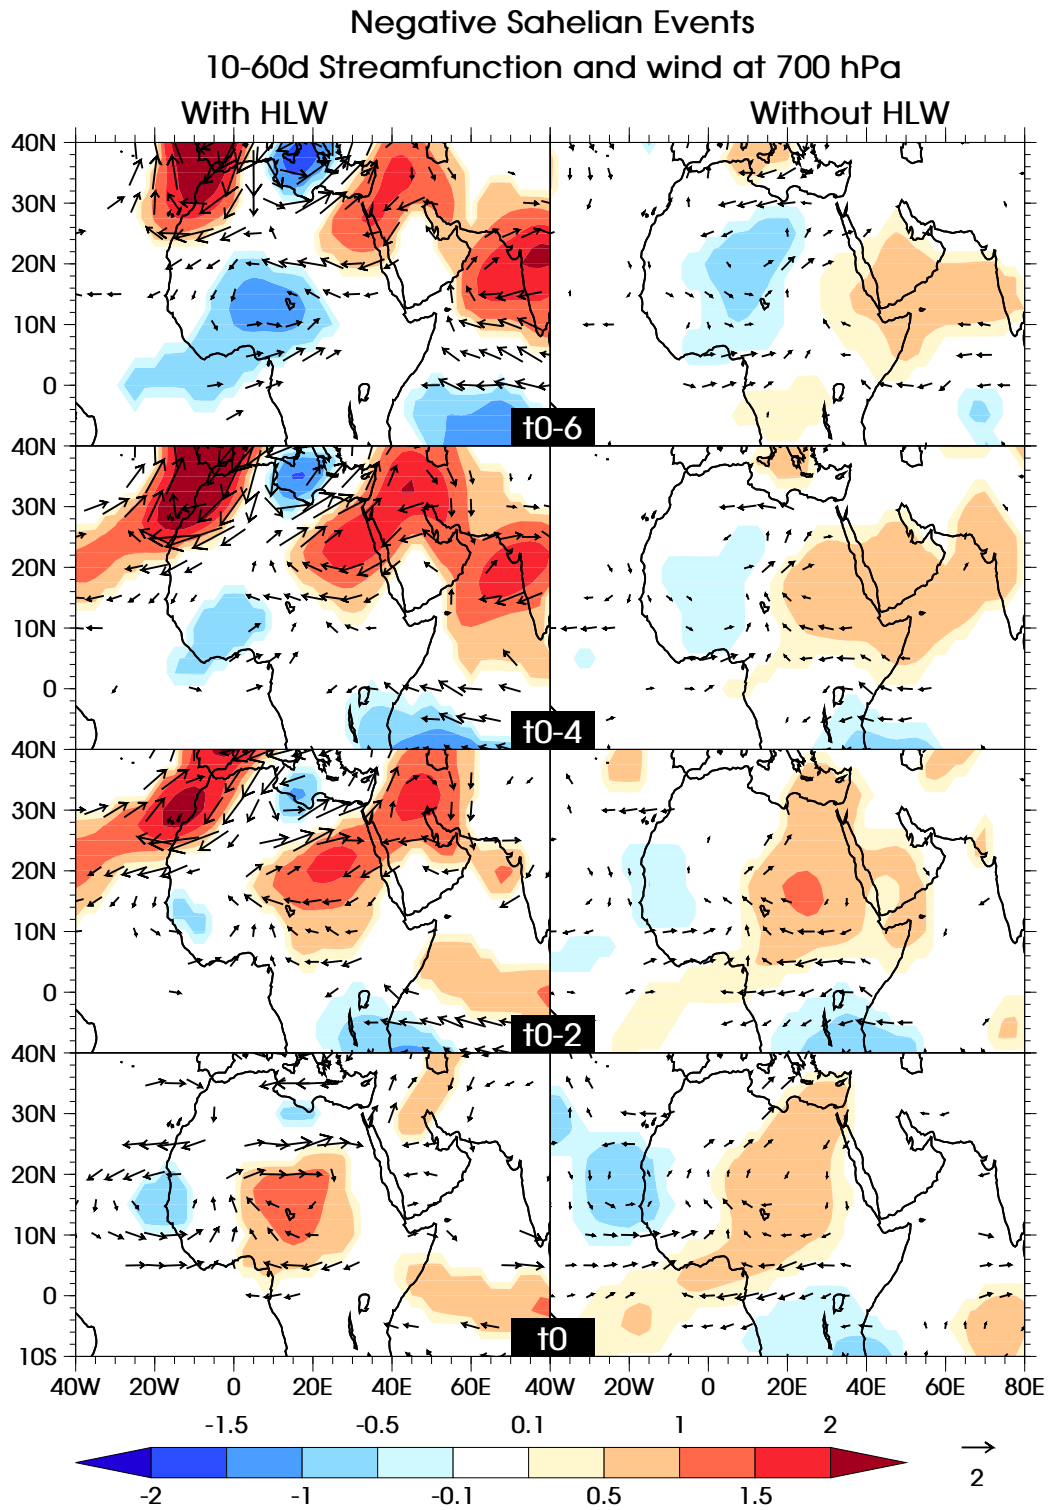 Negative Sahelian Events
10-60d Streamfunction and wind at 700 hPa
With HLW Without HLW
40N
30N
20N
10N
0
t0-6
40N
30N
20N
10N
0
t0-4
40N
30N
20N
10N
0
t0-2
40N
30N
20N
10N
0
10S
t0
40W 20W 0 20E 40E 60E 20W 0 20E 40E 60E 80E
-1.5 -0.5 0.1 1 2
-2 -1 -0.1 0.5 1.5
2